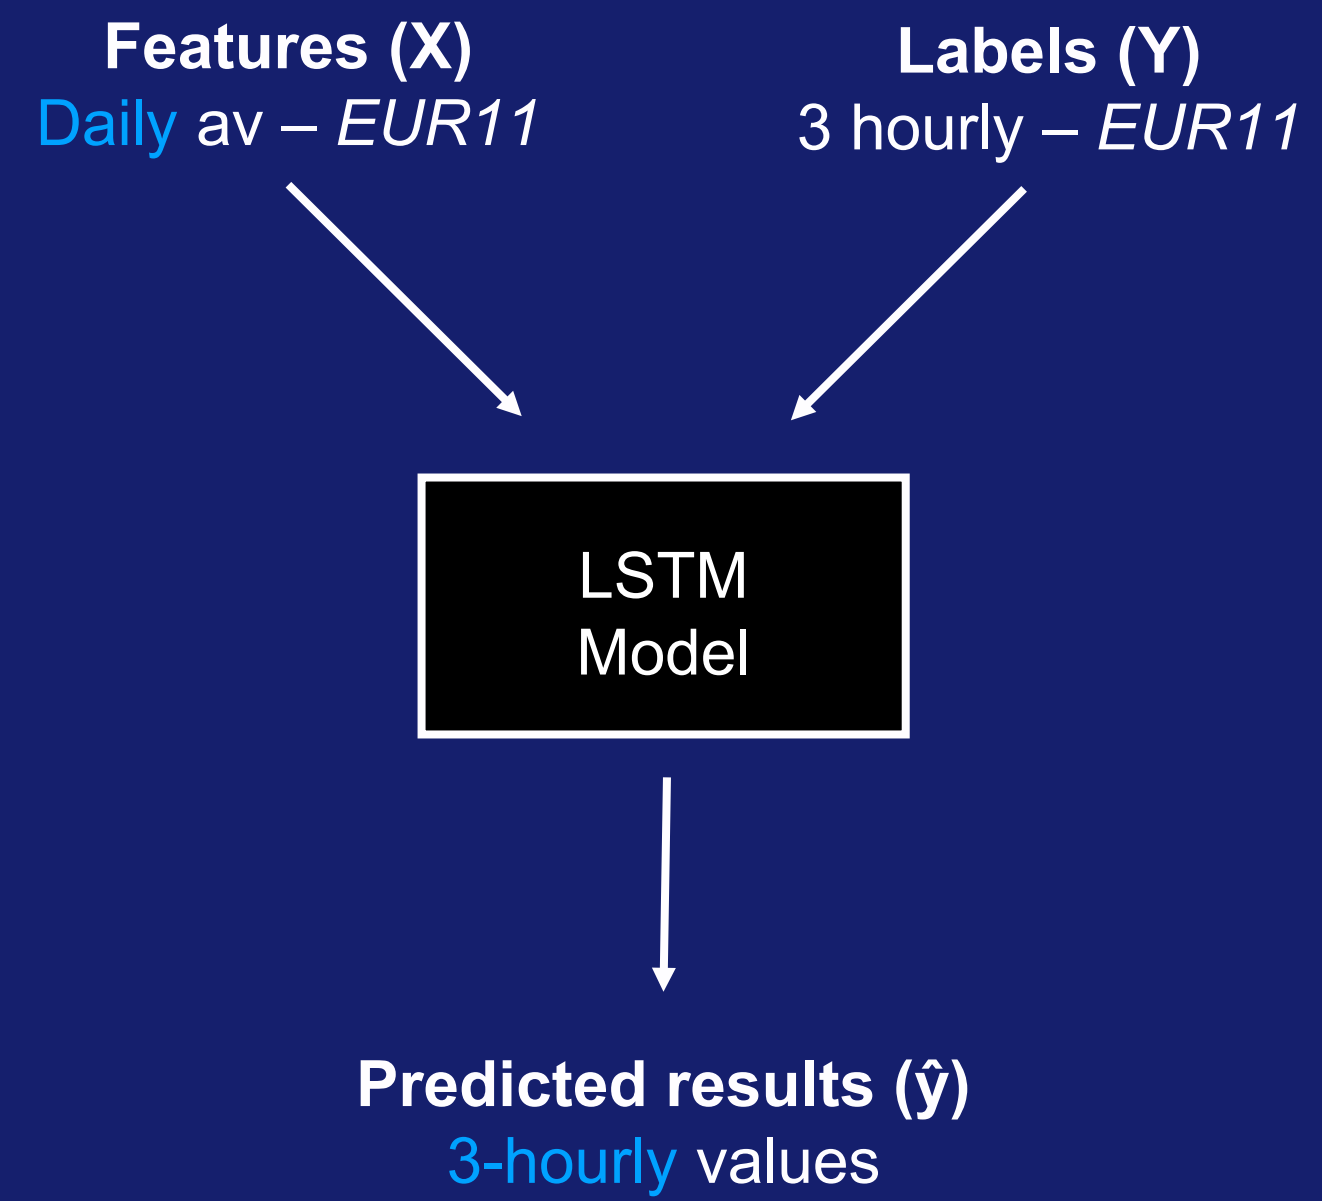 Features (X)
Daily av – EUR11
Labels (Y)
3 hourly – EUR11
LSTM
Model
Predicted results (ŷ)
3-hourly values